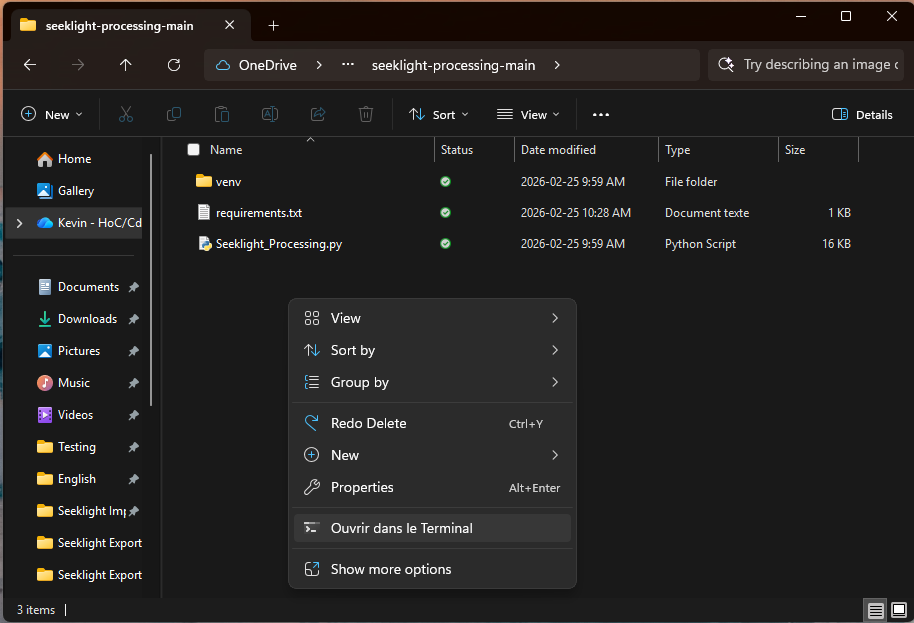 seeklight-processing-main
OneDrive
seeklight-processing-main
Try describing an image
New
Sort
View
Details
Name Status Date modified Type Size
venv 2026-02-25 9:59 AM File folder
requirements.txt 2026-02-25 10:28 AM Document texte 1 KB
Seeklight_Processing.py 2026-02-25 9:59 AM Python Script 16 KB
Home
Gallery
Kevin - HoC/Cd
Documents
Downloads
Pictures
Music
Videos
Testing
English
Seeklight Imp
Seeklight Export
Seeklight Export
View
Sort by
Group by
Redo Delete Ctrl+Y
New
Properties Alt+Enter
Ouvrir dans le Terminal
Show more options
3 items